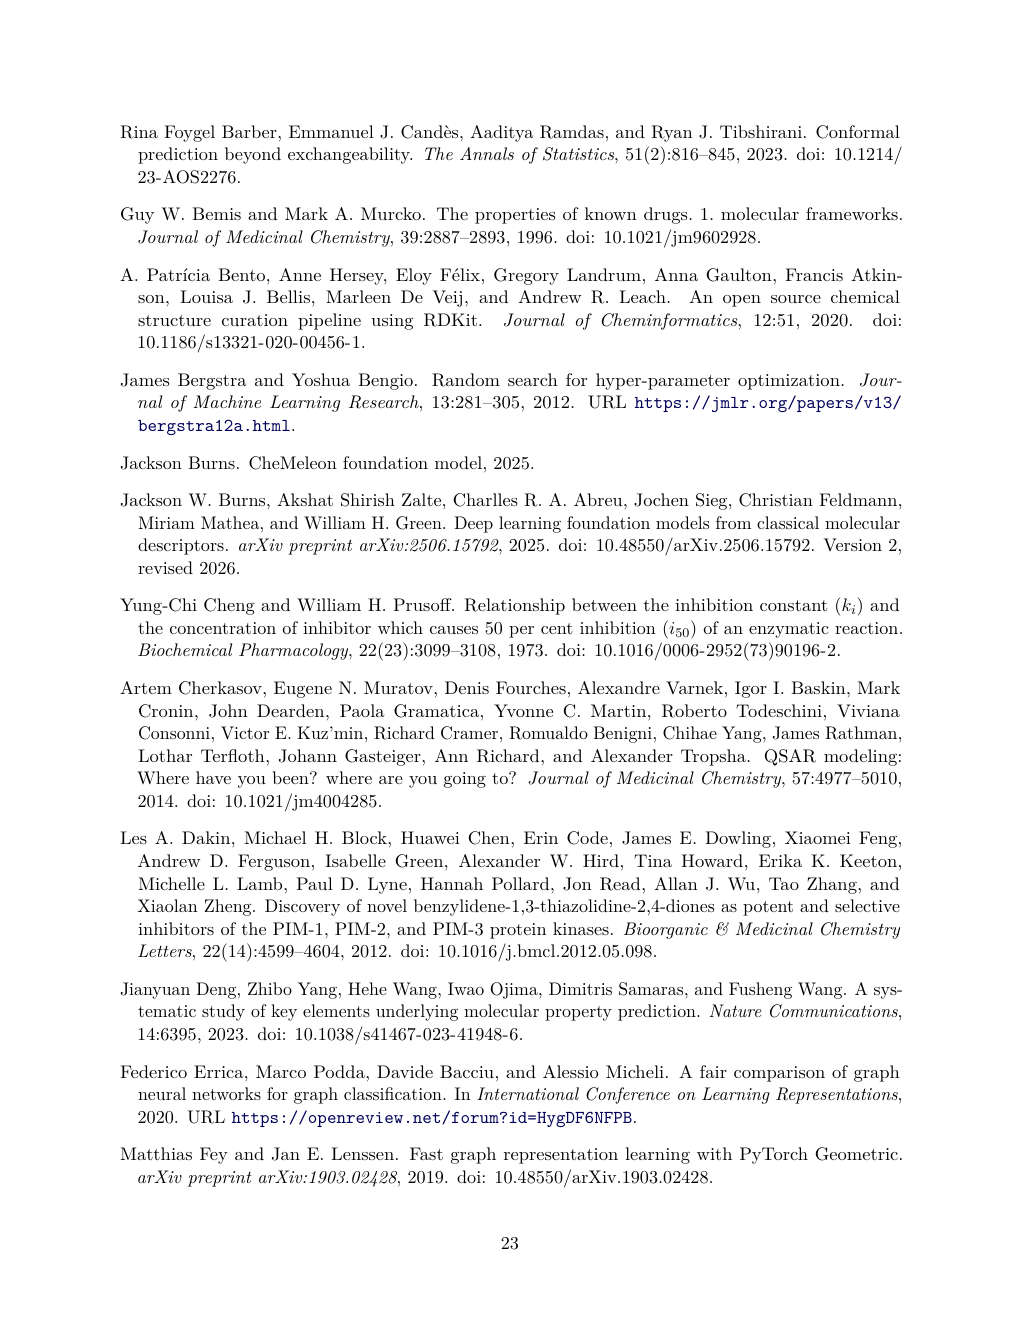 Rina Foygel Barber, Emmanuel J. Candès, Aaditya Ramdas, and Ryan J. Tibshirani. Conformal
prediction beyond exchangeability. The Annals of Statistics, 51(2):816–845, 2023. doi: 10.1214/
23-AOS2276.
Guy W. Bemis and Mark A. Murcko. The properties of known drugs. 1. molecular frameworks.
Journal of Medicinal Chemistry, 39:2887–2893, 1996. doi: 10.1021/jm9602928.
A. Patrícia Bento, Anne Hersey, Eloy Félix, Gregory Landrum, Anna Gaulton, Francis Atkin-
son, Louisa J. Bellis, Marleen De Veij, and Andrew R. Leach. An open source chemical
structure curation pipeline using RDKit. Journal of Cheminformatics, 12:51, 2020. doi:
10.1186/s13321-020-00456-1.
James Bergstra and Yoshua Bengio. Random search for hyper-parameter optimization. Jour-
nal of Machine Learning Research, 13:281–305, 2012. URL https://jmlr.org/papers/v13/
bergstra12a.html.
Jackson Burns. CheMeleon foundation model, 2025.
Jackson W. Burns, Akshat Shirish Zalte, Charlles R. A. Abreu, Jochen Sieg, Christian Feldmann,
Miriam Mathea, and William H. Green. Deep learning foundation models from classical molecular
descriptors. arXiv preprint arXiv:2506.15792, 2025. doi: 10.48550/arXiv.2506.15792. Version 2,
revised 2026.
Yung-Chi Cheng and William H. Prusoff. Relationship between the inhibition constant (k_i) and
the concentration of inhibitor which causes 50 per cent inhibition (i_50) of an enzymatic reaction.
Biochemical Pharmacology, 22(23):3099–3108, 1973. doi: 10.1016/0006-2952(73)90196-2.
Artem Cherkasov, Eugene N. Muratov, Denis Fourches, Alexandre Varnek, Igor I. Baskin, Mark
Cronin, John Dearden, Paola Gramatica, Yvonne C. Martin, Roberto Todeschini, Viviana
Consonni, Victor E. Kuz'min, Richard Cramer, Romualdo Benigni, Chihae Yang, James Rathman,
Lothar Terfloth, Johann Gasteiger, Ann Richard, and Alexander Tropsha. QSAR modeling:
Where have you been? where are you going to? Journal of Medicinal Chemistry, 57:4977–5010,
2014. doi: 10.1021/jm4004285.
Les A. Dakin, Michael H. Block, Huawei Chen, Erin Code, James E. Dowling, Xiaomei Feng,
Andrew D. Ferguson, Isabelle Green, Alexander W. Hird, Tina Howard, Erika K. Keeton,
Michelle L. Lamb, Paul D. Lyne, Hannah Pollard, Jon Read, Allan J. Wu, Tao Zhang, and
Xiaolan Zheng. Discovery of novel benzylidene-1,3-thiazolidine-2,4-diones as potent and selective
inhibitors of the PIM-1, PIM-2, and PIM-3 protein kinases. Bioorganic & Medicinal Chemistry
Letters, 22(14):4599–4604, 2012. doi: 10.1016/j.bmcl.2012.05.098.
Jianyuan Deng, Zhibo Yang, Hehe Wang, Iwao Ojima, Dimitris Samaras, and Fusheng Wang. A sys-
tematic study of key elements underlying molecular property prediction. Nature Communications,
14:6395, 2023. doi: 10.1038/s41467-023-41948-6.
Federico Errica, Marco Podda, Davide Bacciu, and Alessio Micheli. A fair comparison of graph
neural networks for graph classification. In International Conference on Learning Representations,
2020. URL https://openreview.net/forum?id=HygDF6NFPB.
Matthias Fey and Jan E. Lenssen. Fast graph representation learning with PyTorch Geometric.
arXiv preprint arXiv:1903.02428, 2019. doi: 10.48550/arXiv.1903.02428.
23